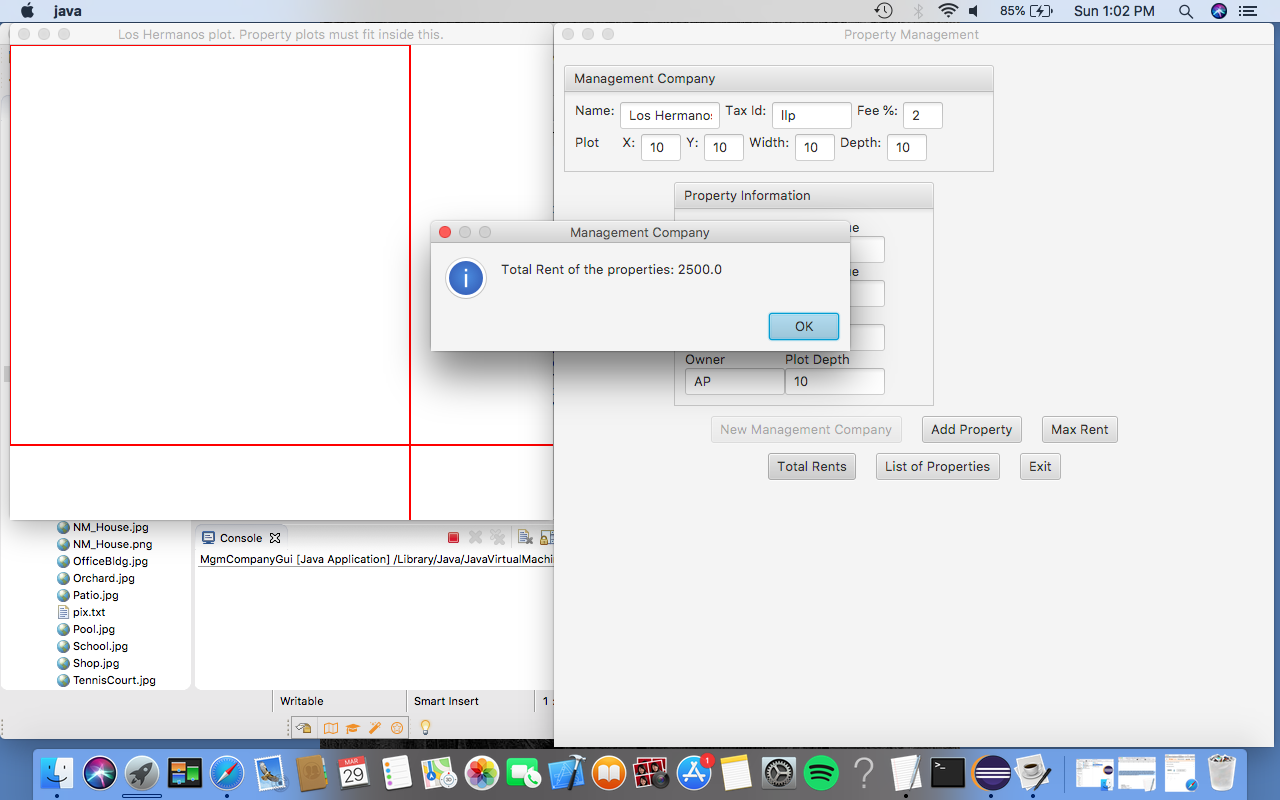 java
85%
Sun 1:02 PM
Los Hermanos plot. Property plots must fit inside this.
Property Management
Management Company
Name:
Los Hermanos
Tax Id:
llp
Fee %:
2
Plot
X:
10
Y:
10
Width:
10
Depth:
10
Property Information
ue
ue
Management Company
Total Rent of the properties: 2500.0
OK
Owner
Plot Depth
AP
10
New Management Company
Add Property
Max Rent
Total Rents
List of Properties
Exit
NM_House.jpg
NM_House.png
OfficeBldg.jpg
Orchard.jpg
Patio.jpg
pix.txt
Pool.jpg
School.jpg
Shop.jpg
TennisCourt.jpg
Console
MgmCompanyGui [Java Application] /Library/Java/JavaVirtualMachin
Writable
Smart Insert
1 :
MAR
29
1